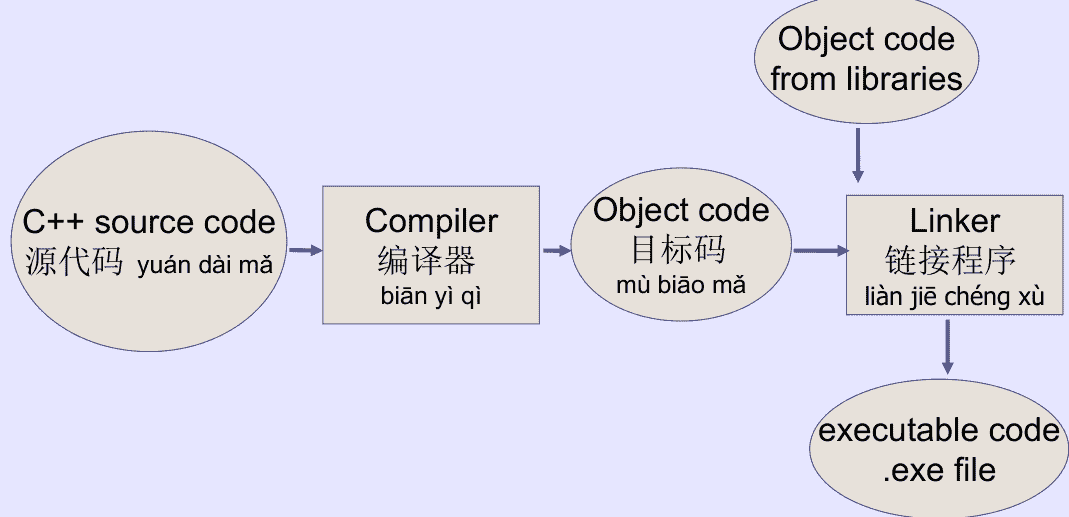 Object code
from libraries
C++ source code
源代码 yuán dài mǎ
Compiler
编译器
biān yì qì
Object code
目标码
mù biāo mǎ
Linker
链接程序
liàn jiē chéng xù
executable code
.exe file